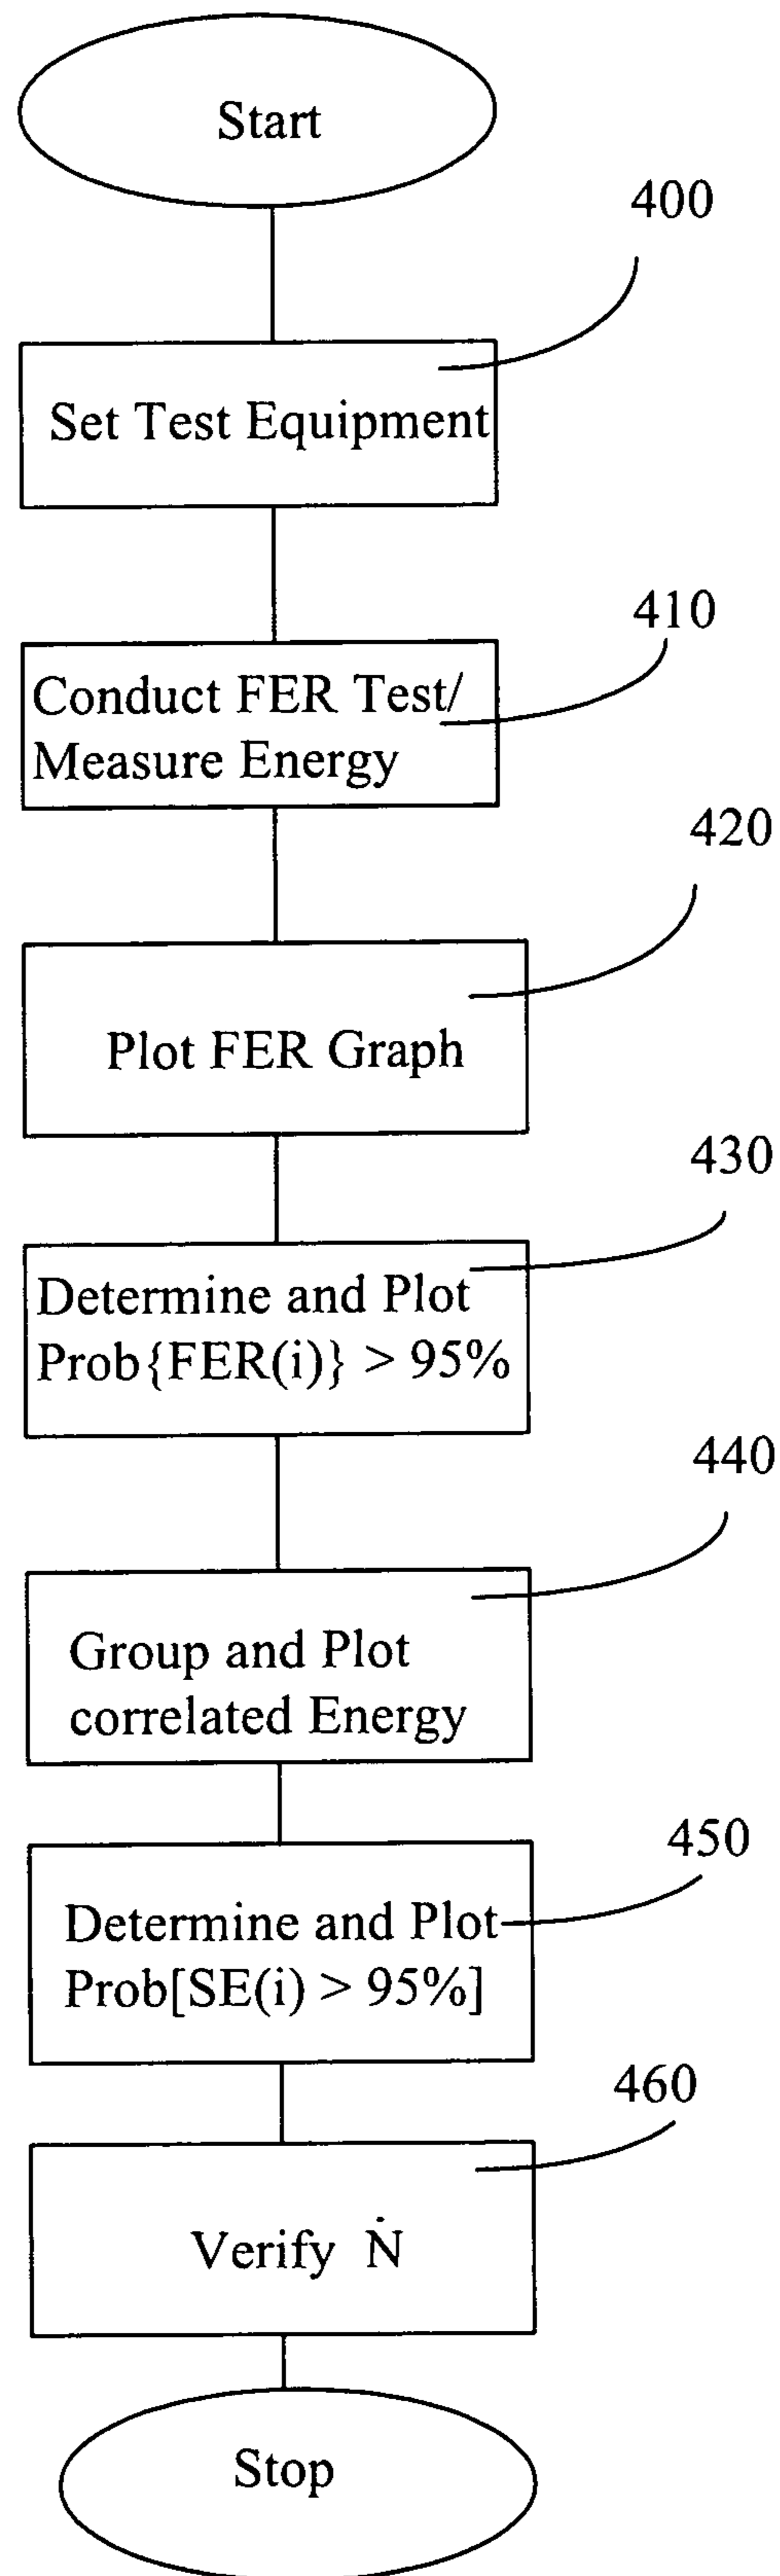 Start
400
Set Test Equipment
410
Conduct FER Test/
Measure Energy
420
Plot FER Graph
430
Determine and Plot
Prob{FER(i)} > 95%
440
Group and Plot
correlated Energy
450
Determine and Plot
Prob[SE(i) > 95%]
460
Verify Ṅ
Stop